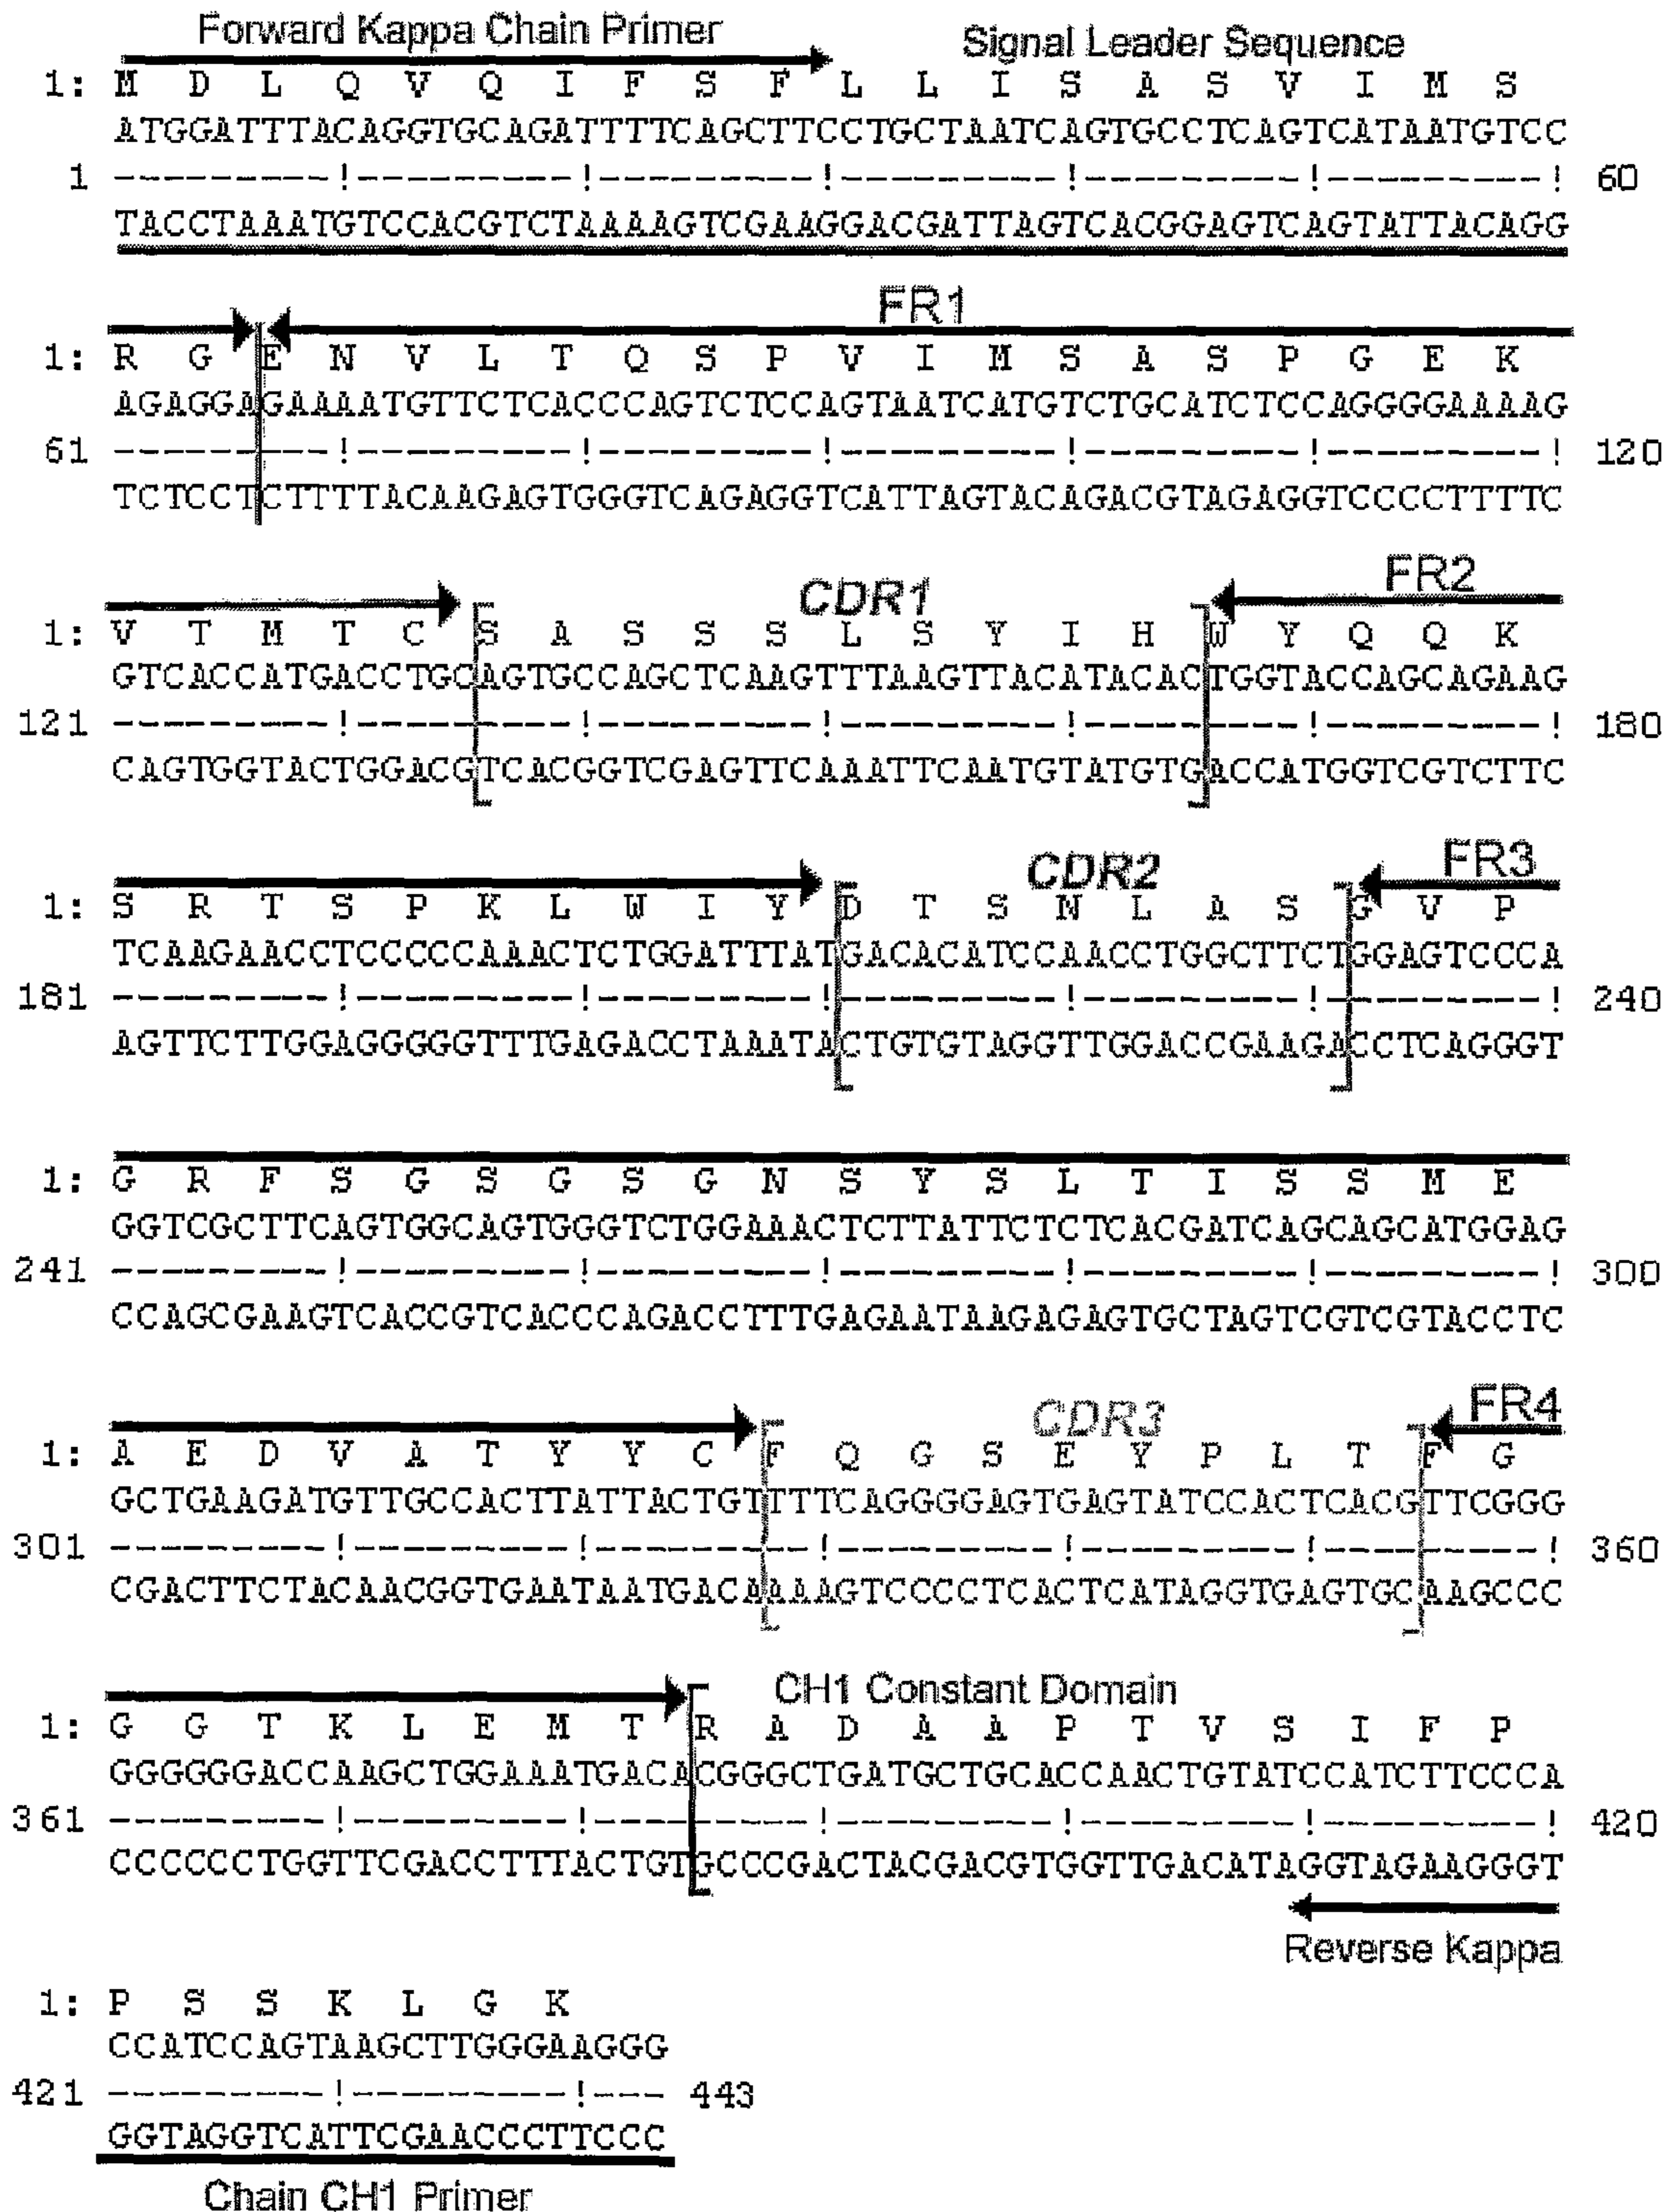 Forward Kappa Chain Primer Signal Leader Sequence
1: M D L Q V Q I F S F L L I S A S V I M S
ATGGATTTACAGGTGCAGATTTTCAGCTTCCTGCTAATCAGTGCCTCAGTCATAATGTCC
1 ---------!---------!---------!---------!---------!---------! 60
TACCTAAATGTCCACGTCTAAAAGTCGAAGGACGATTAGTCACGGAGTCAGTATTACAGG
FR1
1: R G E N V L T Q S P V I M S A S P G E K
AGAGGAGAAAATGTTCTCACCCAGTCTCCAGTAATCATGTCTGCATCTCCAGGGGAAAAG
61 ---------!---------!---------!---------!---------!---------! 120
TCTCCTCTTTTACAAGAGTGGGTCAGAGGTCATTAGTACAGACGTAGAGGTCCCCTTTTC
CDR1 FR2
1: V T M T C S A S S S L S Y I H W Y Q Q K
GTCACCATGACCTGCAGTGCCAGCTCAAGTTTAAGTTACATACACTGGTACCAGCAGAAG
121 ---------!---------!---------!---------!---------!---------! 180
CAGTGGTACTGGACGTCACGGTCGAGTTCAAATTCAATGTATGTGACCATGGTCGTCTTC
CDR2 FR3
1: S R T S P K L W I Y D T S N L A S G V P
TCAAGAACCTCCCCCAAACTCTGGATTTATGACACATCCAACCTGGCTTCTGGAGTCCCA
181 ---------!---------!---------!---------!---------!---------! 240
AGTTCTTGGAGGGGGTTTGAGACCTAAATACTGTGTAGGTTGGACCGAAGACCTCAGGGT
1: G R F S G S G S G N S Y S L T I S S M E
GGTCGCTTCAGTGGCAGTGGGTCTGGAAACTCTTATTCTCTCACGATCAGCAGCATGGAG
241 ---------!---------!---------!---------!---------!---------! 300
CCAGCGAAGTCACCGTCACCCAGACCTTTGAGAATAAGAGAGTGCTAGTCGTCGTACCTC
CDR3 FR4
1: A E D V A T Y Y C F Q G S E Y P L T F G
GCTGAAGATGTTGCCACTTATTACTGTTTTCAGGGGAGTGAGTATCCACTCACGTTCGGG
301 ---------!---------!---------!---------!---------!---------! 360
CGACTTCTACAACGGTGAATAATGACAAAAGTCCCCTCACTCATAGGTGAGTGCAAGCCC
CH1 Constant Domain
1: G G T K L E M T R A D A A P T V S I F P
GGGGGGACCAAGCTGGAAATGACACGGGCTGATGCTGCACCAACTGTATCCATCTTCCCA
361 ---------!---------!---------!---------!---------!---------! 420
CCCCCCTGGTTCGACCTTTACTGTGCCCGACTACGACGTGGTTGACATAGGTAGAAGGGT
Reverse Kappa
1: P S S K L G K
CCATCCAGTAAGCTTGGGAAGGG
421 ---------!---------!--- 443
GGTAGGTCATTCGAACCCTTCCC
Chain CH1 Primer